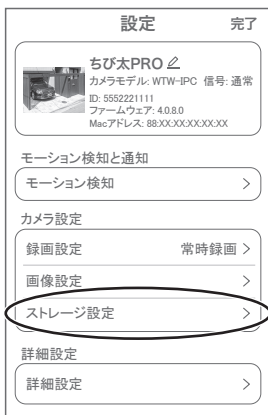 設定 完了
ちび太PRO
カメラモデル: WTW-IPC 信号: 通常
ID: 5552221111
ファームウェア: 4.0.8.0
Macアドレス: 88:XX:XX:XX:XX:XX
モーション検知と通知
モーション検知 >
カメラ設定
録画設定 常時録画 >
画像設定 >
ストレージ設定 >
詳細設定
詳細設定 >